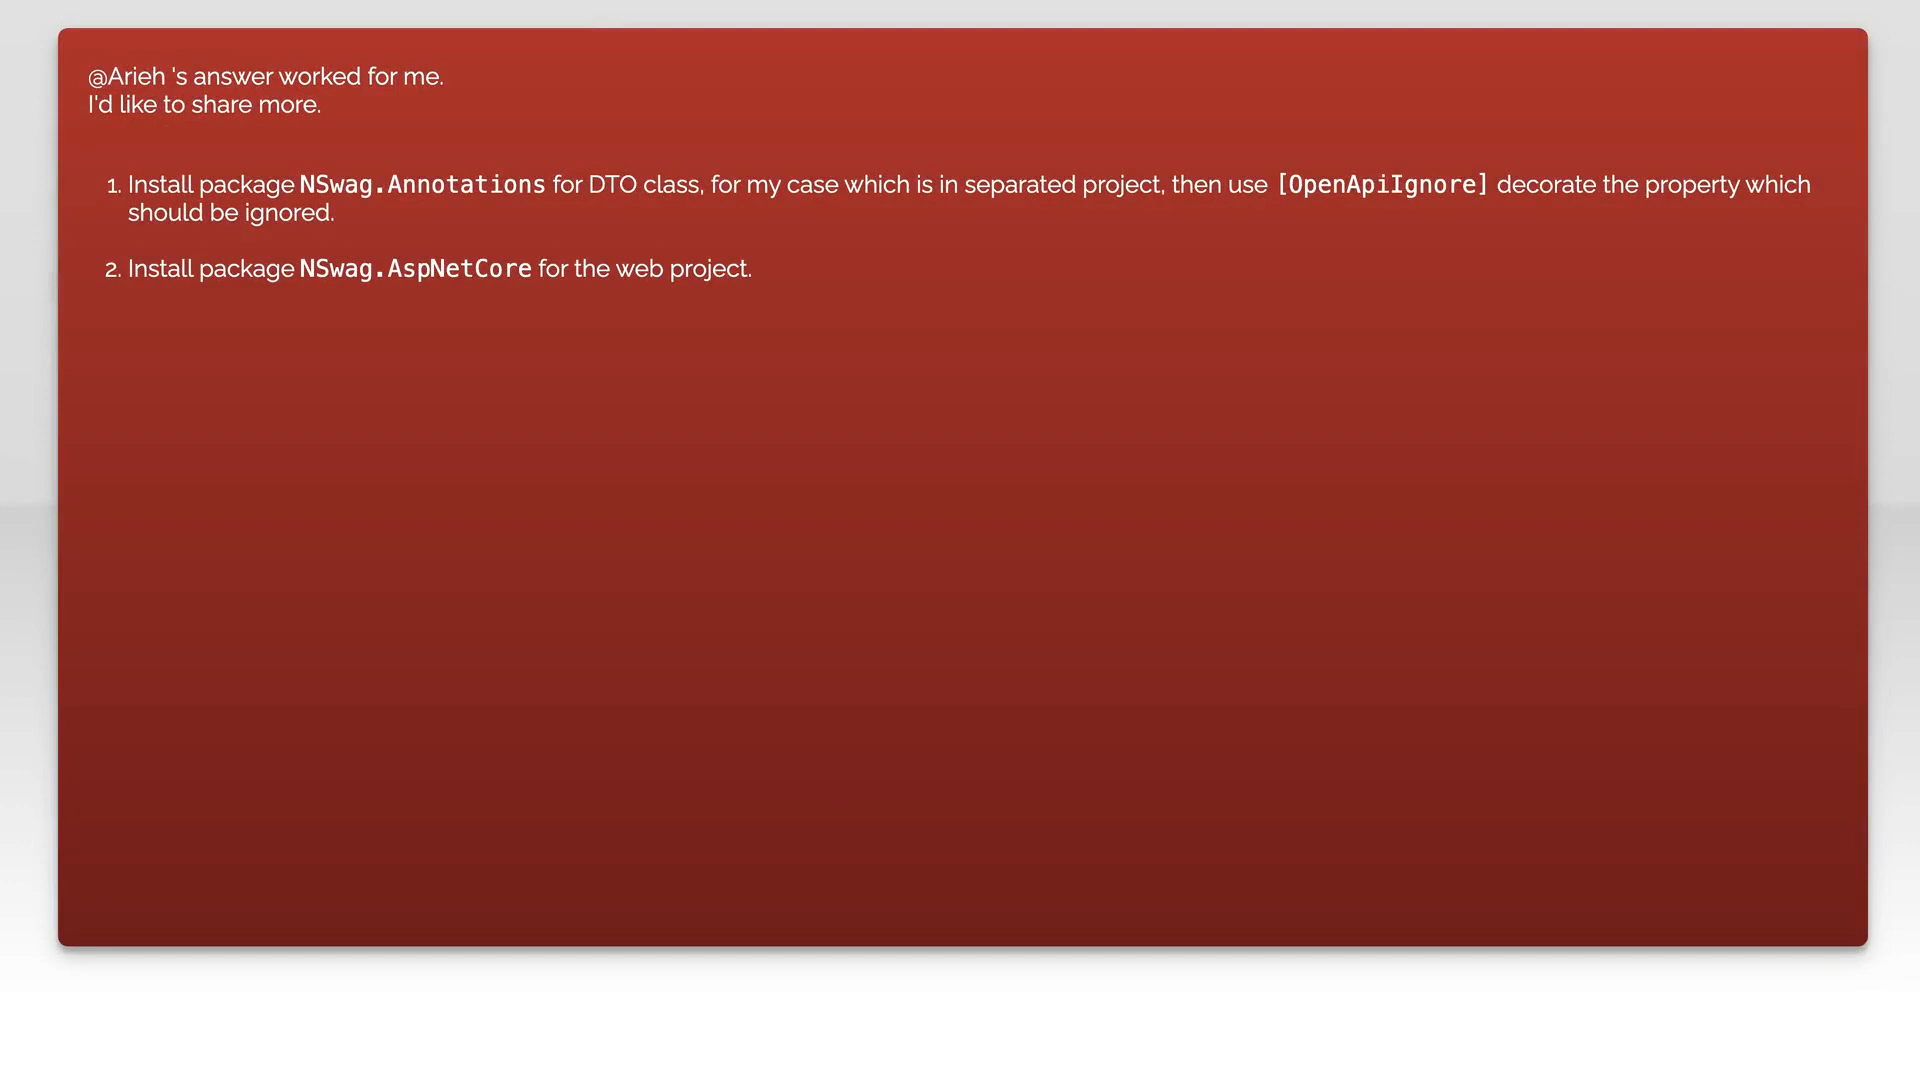 @Arieh 's answer worked for me.
I'd like to share more.
1. Install package NSwag.Annotations for DTO class, for my case which is in separated project, then use [OpenApiIgnore] decorate the property which
should be ignored.
2. Install package NSwag.AspNetCore for the web project.